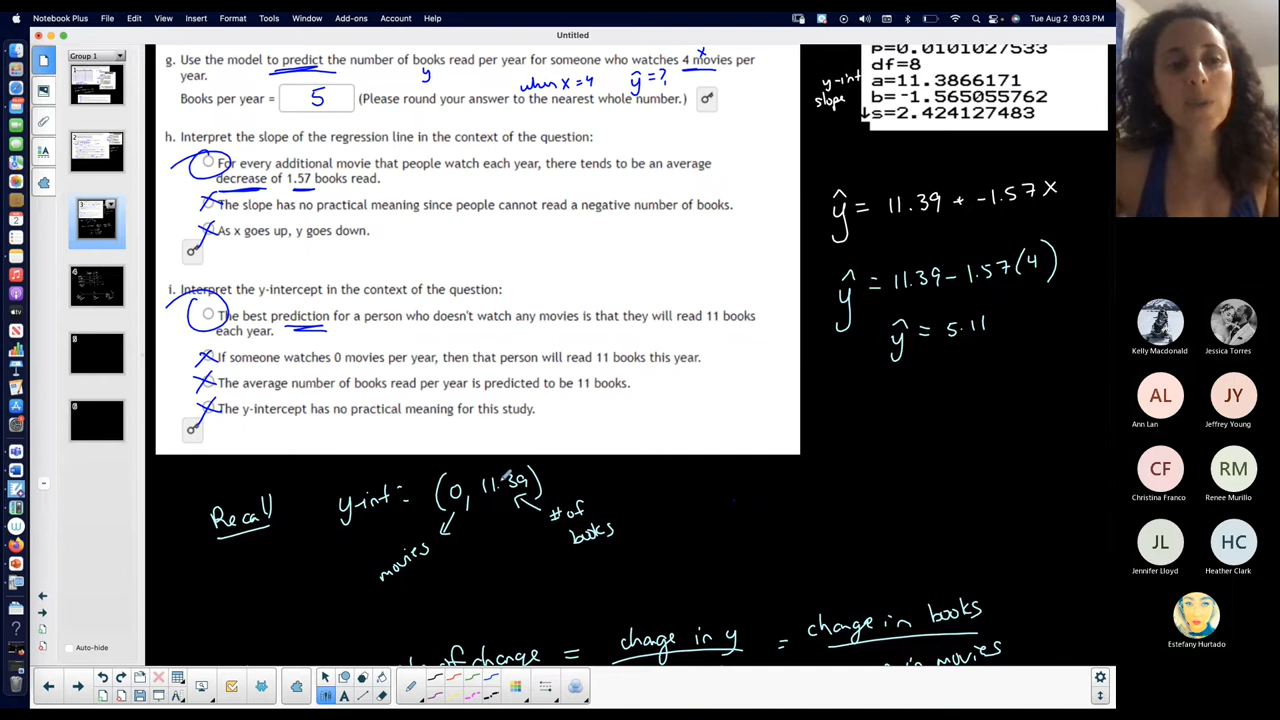 Notebook Plus File Edit View Insert Format Tools Window Add-ons Account Help
Tue Aug 2 9:03 PM
Untitled
Group 1
g. Use the model to predict the number of books read per year for someone who watches 4 movies per
year.
x
y
when x = 4 ŷ = ?
Books per year = 5 (Please round your answer to the nearest whole number.)
h. Interpret the slope of the regression line in the context of the question:
For every additional movie that people watch each year, there tends to be an average
decrease of 1.57 books read.
The slope has no practical meaning since people cannot read a negative number of books.
As x goes up, y goes down.
i. Interpret the y-intercept in the context of the question:
The best prediction for a person who doesn't watch any movies is that they will read 11 books
each year.
If someone watches 0 movies per year, then that person will read 11 books this year.
The average number of books read per year is predicted to be 11 books.
The y-intercept has no practical meaning for this study.
p=0.0101027533
df=8
y-int a=11.3866171
slope b=-1.565055762
↓s=2.424127483
ŷ = 11.39 + -1.57x
ŷ = 11.39 - 1.57(4)
ŷ = 5.11
Recall y-int = (0, 11.39)
movies
# of
books
of change = change in y = change in books
in movies
Kelly Macdonald Jessica Torres
AL JY
Ann Lan Jeffrey Young
CF RM
Christina Franco Renee Murillo
JL HC
Jennifer Lloyd Heather Clark
Estefany Hurtado
Auto-hide